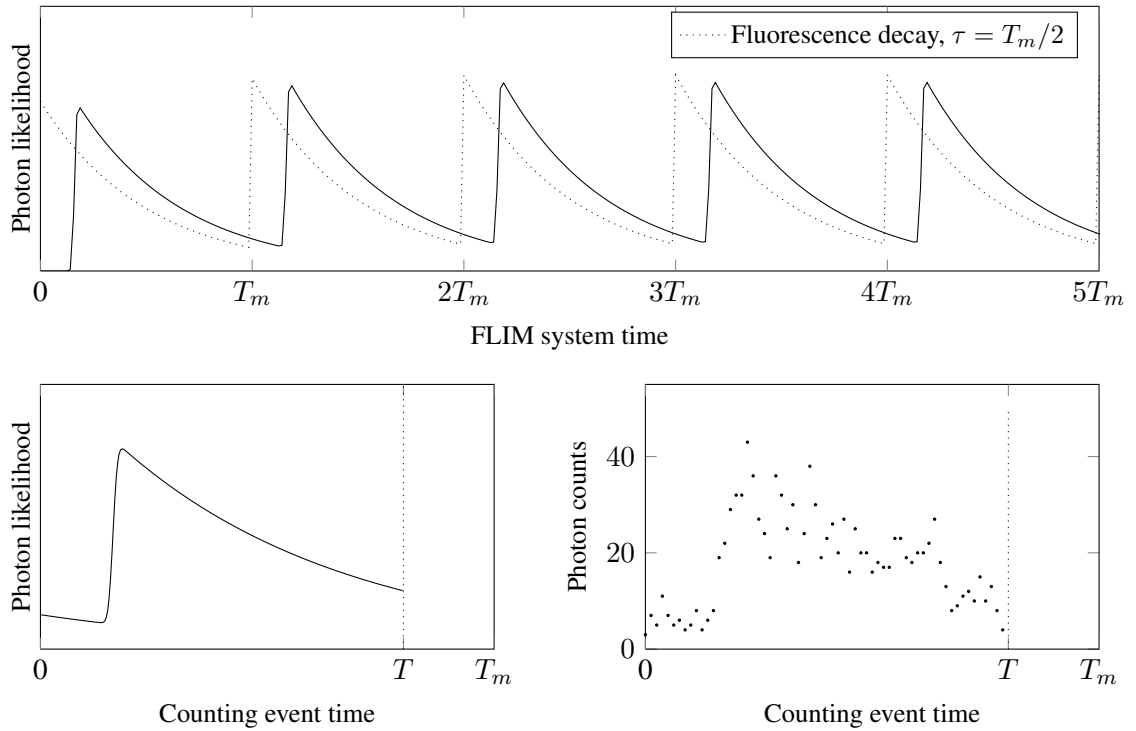 Photon likelihood
Fluorescence decay, τ = T_m/2
0 T_m 2T_m 3T_m 4T_m 5T_m
FLIM system time
Photon likelihood
0 T T_m
Counting event time
Photon counts
40
20
0
0 T T_m
Counting event time